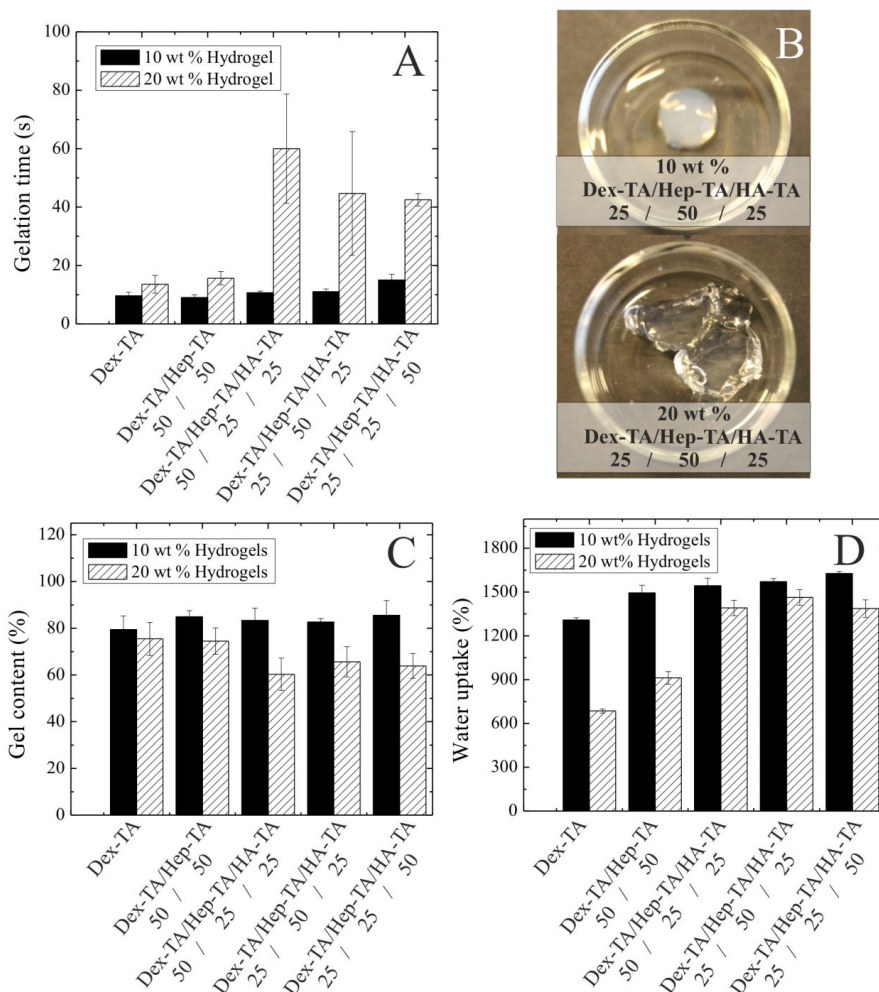 A
Gelation time (s)
100
80
60
40
20
0
10 wt % Hydrogel
20 wt % Hydrogel
Dex-TA
Dex-TA/Hep-TA
50 / 50
Dex-TA/Hep-TA/HA-TA
50 / 25 / 25
Dex-TA/Hep-TA/HA-TA
25 / 50 / 25
Dex-TA/Hep-TA/HA-TA
25 / 25 / 50
B
10 wt %
Dex-TA/Hep-TA/HA-TA
25 / 50 / 25
20 wt %
Dex-TA/Hep-TA/HA-TA
25 / 50 / 25
C
Gel content (%)
120
100
80
60
40
20
0
10 wt % Hydrogels
20 wt % Hydrogels
Dex-TA
Dex-TA/Hep-TA
50 / 50
Dex-TA/Hep-TA/HA-TA
50 / 25 / 25
Dex-TA/Hep-TA/HA-TA
25 / 50 / 25
Dex-TA/Hep-TA/HA-TA
25 / 25 / 50
D
Water uptake (%)
1800
1500
1200
900
600
300
0
10 wt% Hydrogels
20 wt% Hydrogels
Dex-TA
Dex-TA/Hep-TA
50 / 50
Dex-TA/Hep-TA/HA-TA
50 / 25 / 25
Dex-TA/Hep-TA/HA-TA
25 / 50 / 25
Dex-TA/Hep-TA/HA-TA
25 / 25 / 50